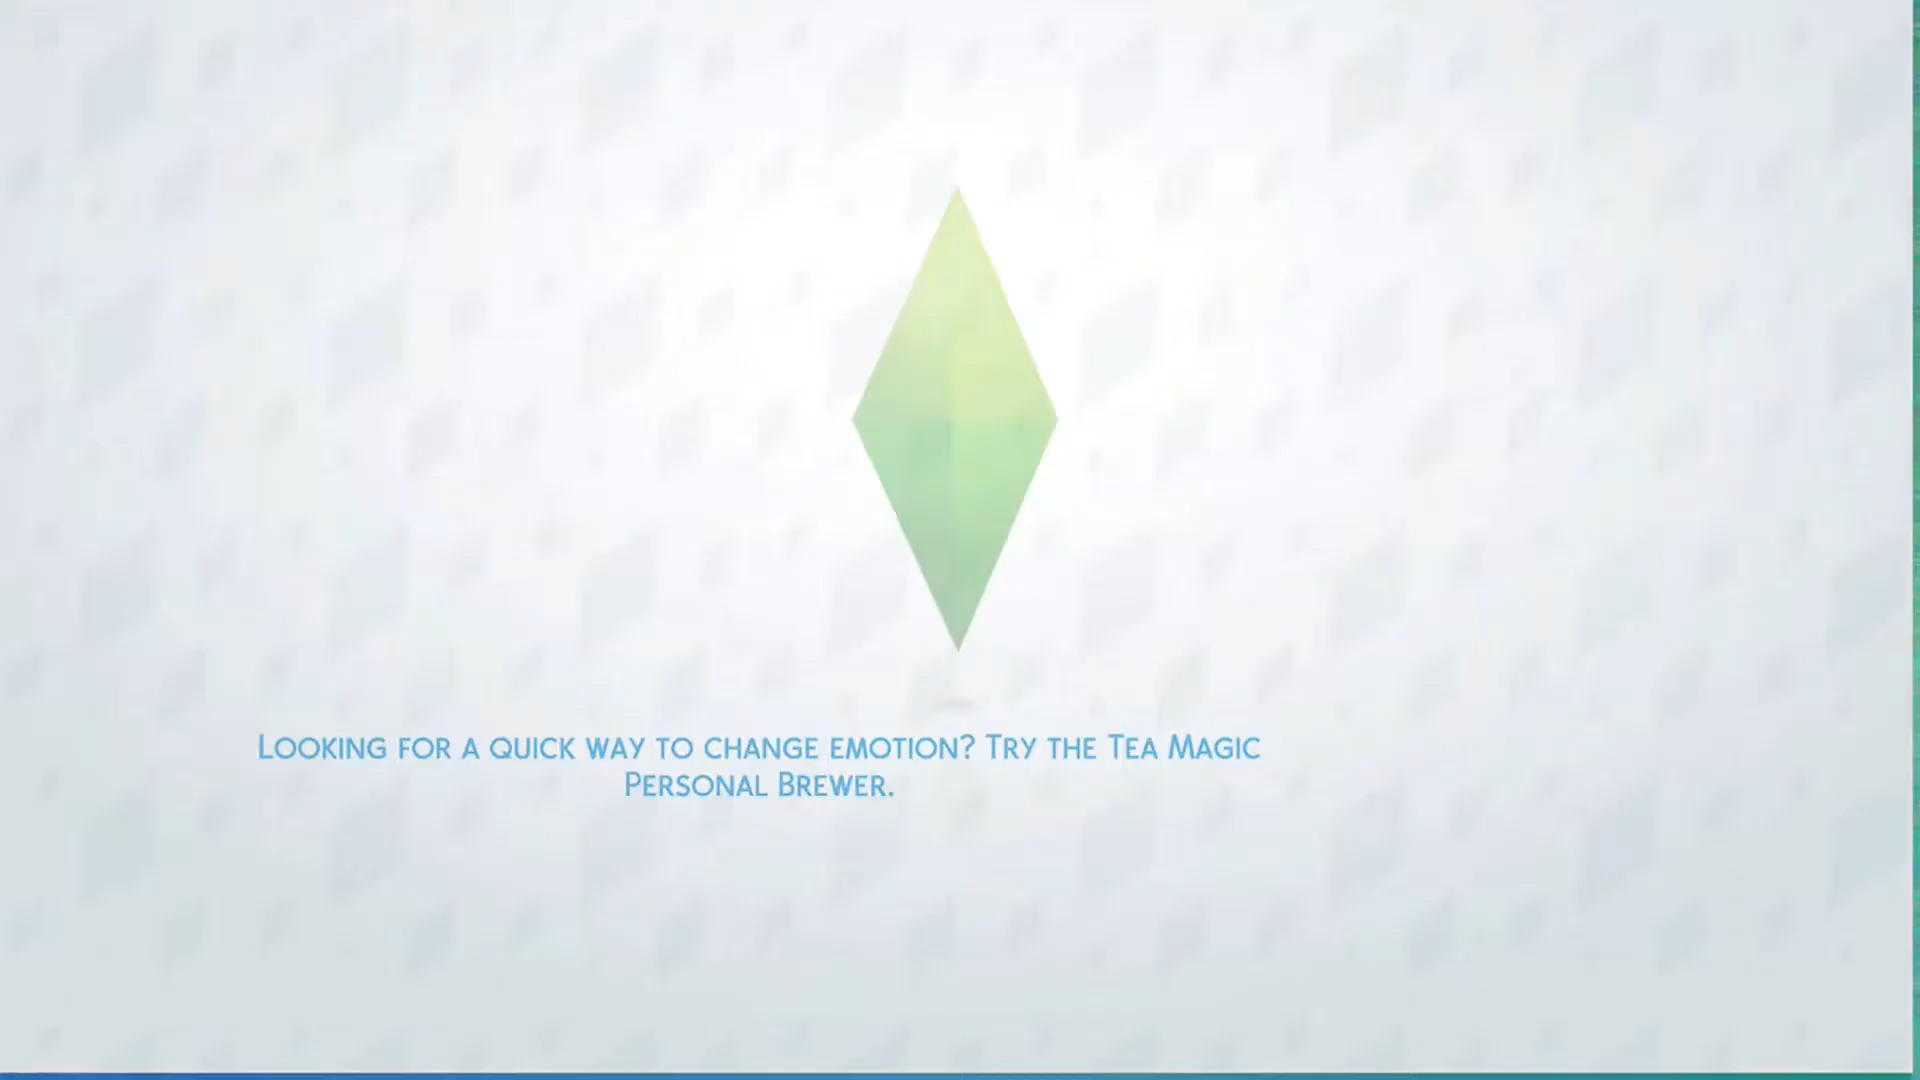 Looking for a quick way to change emotion? Try the Tea Magic
Personal Brewer.